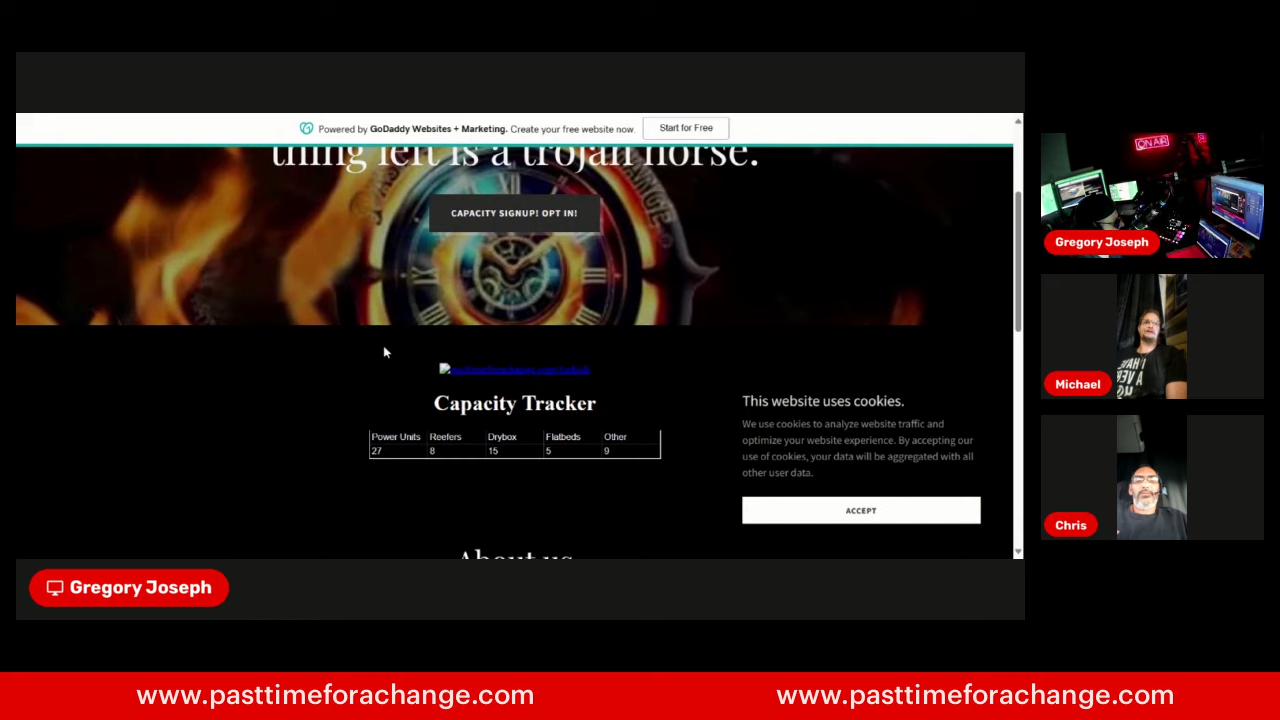 Powered by GoDaddy Websites + Marketing. Create your free website now. Start for Free
thing left is a trojan horse.
CAPACITY SIGNUP! OPT IN!
Capacity Tracker
Power Units Reefers Drybox Flatbeds Other
27 8 15 5 9
This website uses cookies.
We use cookies to analyze website traffic and
optimize your website experience. By accepting our
use of cookies, your data will be aggregated with all
other user data.
ACCEPT
About us
Gregory Joseph
ON AIR
Gregory Joseph
Michael
Chris
www.pasttimeforachange.com www.pasttimeforachange.com